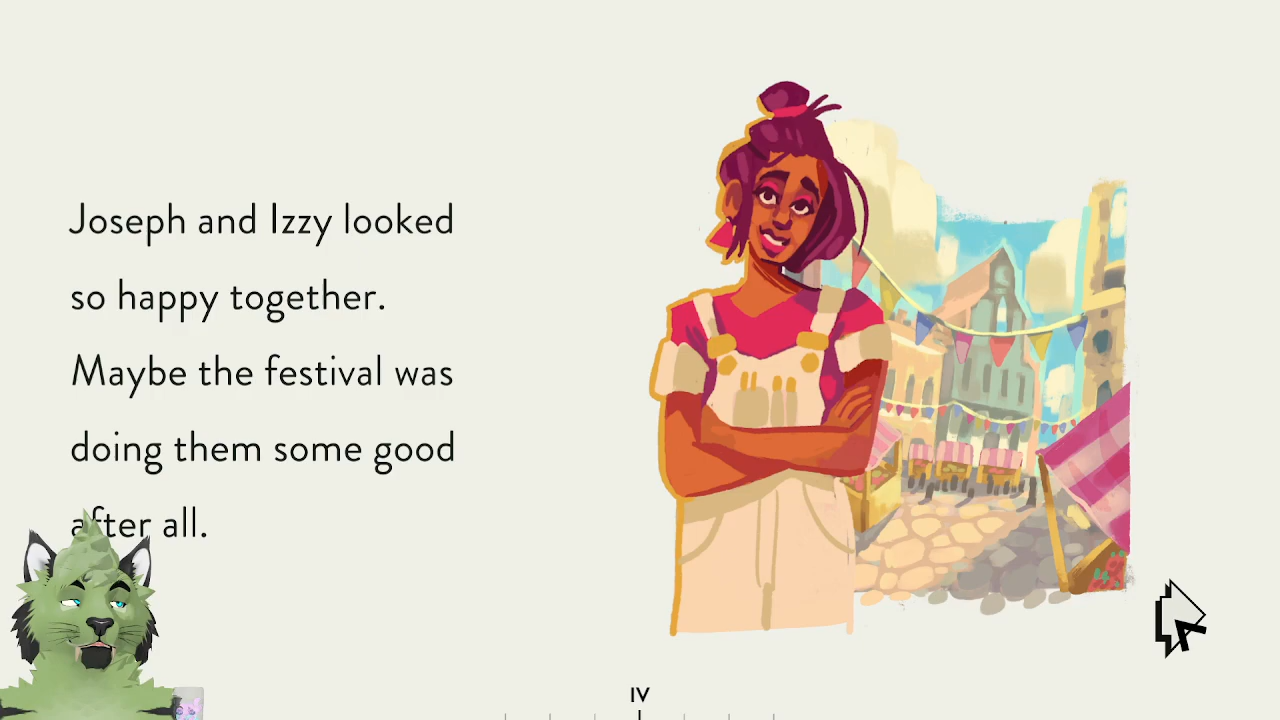 Joseph and Izzy looked
so happy together.
Maybe the festival was
doing them some good
after all.
IV